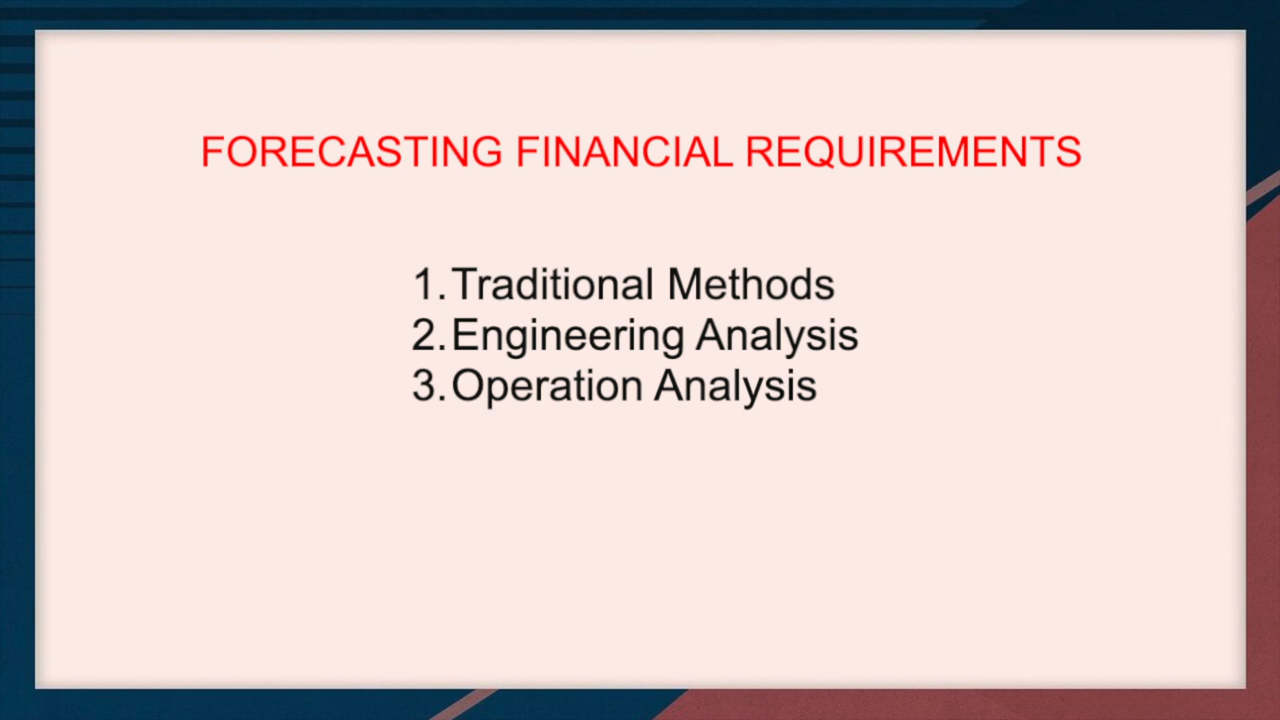 FORECASTING FINANCIAL REQUIREMENTS
1. Traditional Methods
2. Engineering Analysis
3. Operation Analysis